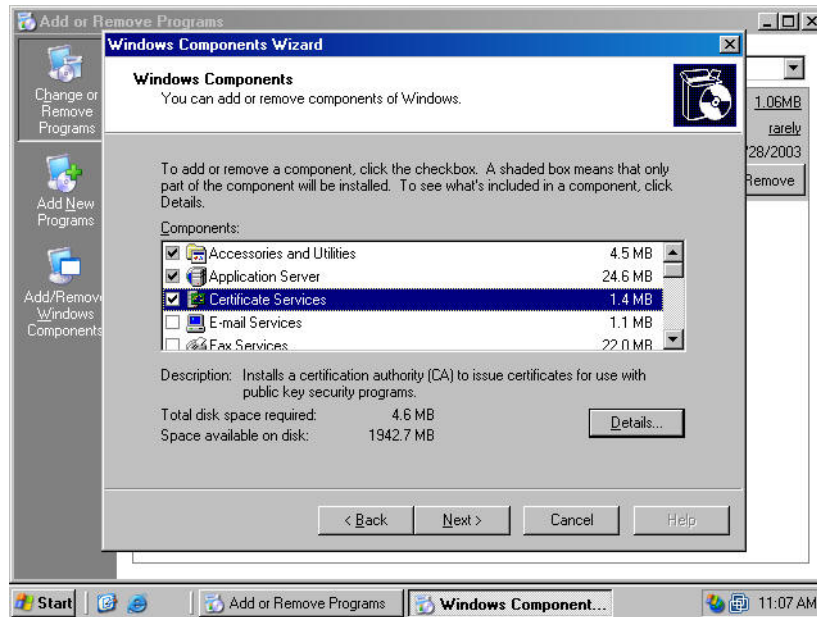 Add or Remove Programs
Windows Components Wizard
Windows Components
You can add or remove components of Windows.
Change or
Remove
Programs
1.06MB
rarely
28/2003
Remove
To add or remove a component, click the checkbox. A shaded box means that only
part of the component will be installed. To see what's included in a component, click
Details.
Add New
Programs
Components:
Accessories and Utilities 4.5 MB
Application Server 24.6 MB
Certificate Services 1.4 MB
E-mail Services 1.1 MB
Fax Services 22.0 MB
Add/Remove
Windows
Components
Description: Installs a certification authority (CA) to issue certificates for use with
public key security programs.
Total disk space required: 4.6 MB
Space available on disk: 1942.7 MB
Details...
< Back Next > Cancel Help
Start Add or Remove Programs Windows Component... 11:07 AM